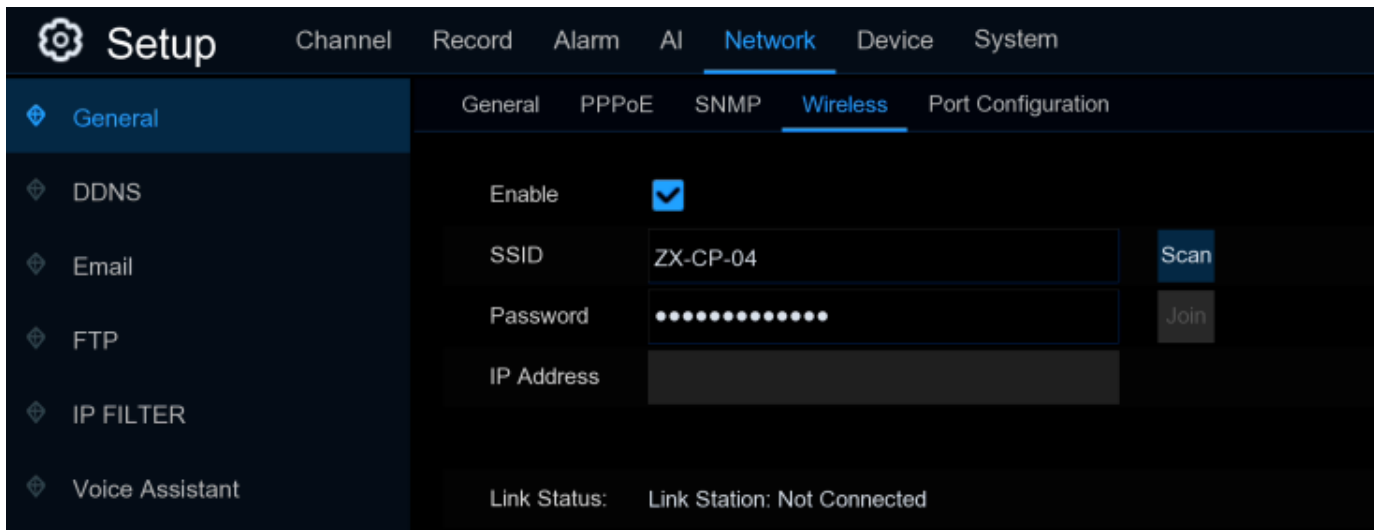 Setup Channel Record Alarm AI Network Device System
General PPPoE SNMP Wireless Port Configuration
General
DDNS
Email
FTP
IP FILTER
Voice Assistant
Enable
SSID ZX-CP-04 Scan
Password ●●●●●●●●●●●●● Join
IP Address
Link Status: Link Station: Not Connected